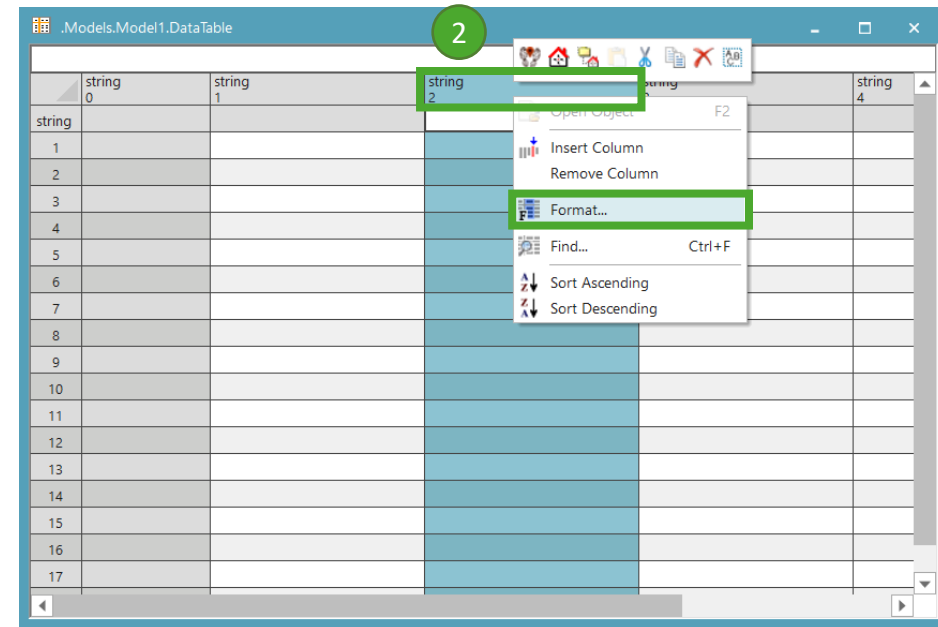 .Models.Model1.DataTable
2
string string string string string
0 1 2 4
Open Object F2
string
Insert Column
1
Remove Column
2
3
Format...
4
Find... Ctrl+F
5
Sort Ascending
6
Sort Descending
7
8
9
10
11
12
13
14
15
16
17